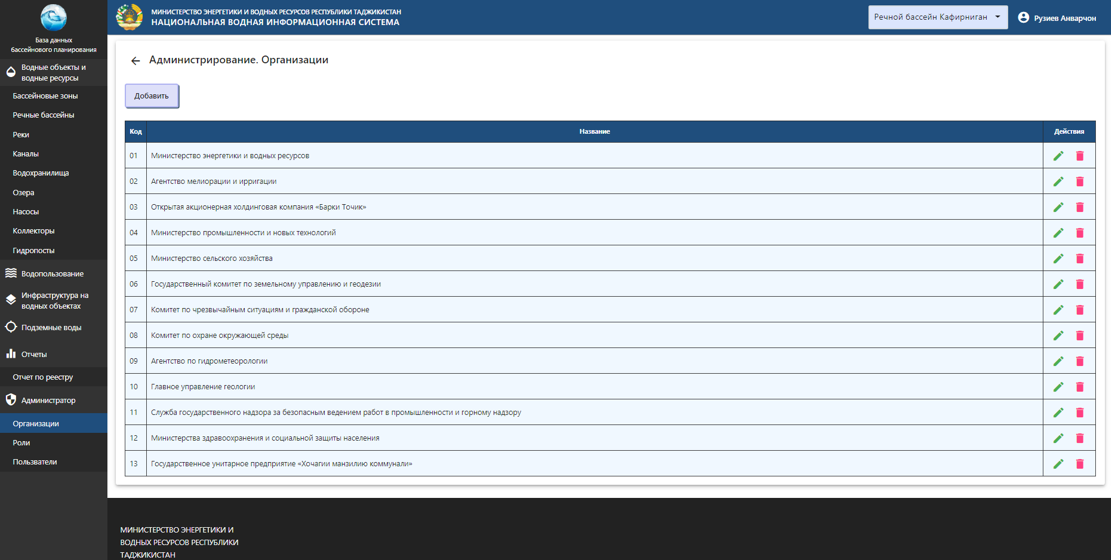 База данных
бассейнового планирования
Водные объекты и
водные ресурсы
Бассейновые зоны
Речные бассейны
Реки
Каналы
Водохранилища
Озера
Насосы
Коллекторы
Гидропосты
Водопользование
Инфраструктура на
водных объектах
Подземные воды
Отчеты
Отчет по реестру
Администратор
Организации
Роли
Ползватели
МИНИСТЕРСТВО ЭНЕРГЕТИКИ И ВОДНЫХ РЕСУРСОВ РЕСПУБЛИКИ ТАДЖИКИСТАН
НАЦИОНАЛЬНАЯ ВОДНАЯ ИНФОРМАЦИОННАЯ СИСТЕМА
Речной бассейн Кафирниган
Рузиев Анварчон
Администрирование. Организации
Добавить
Код Название Действия
01 Министерство энергетики и водных ресурсов
02 Агентство мелиорации и ирригации
03 Открытая акционерная холдинговая компания «Барки Точик»
04 Министерство промышленности и новых технологий
05 Министерство сельского хозяйства
06 Государственный комитет по земельному управлению и геодезии
07 Комитет по чрезвычайным ситуациям и гражданской обороне
08 Комитет по охране окружающей среды
09 Агентство по гидрометеорологии
10 Главное управление геологии
11 Служба государственного надзора за безопасным ведением работ в промышленности и горному надзору
12 Министерства здравоохранения и социальной защиты населения
13 Государственное унитарное предприятие «Хочагии манзилию коммунали»
МИНИСТЕРСТВО ЭНЕРГЕТИКИ И
ВОДНЫХ РЕСУРСОВ РЕСПУБЛИКИ
ТАДЖИКИСТАН